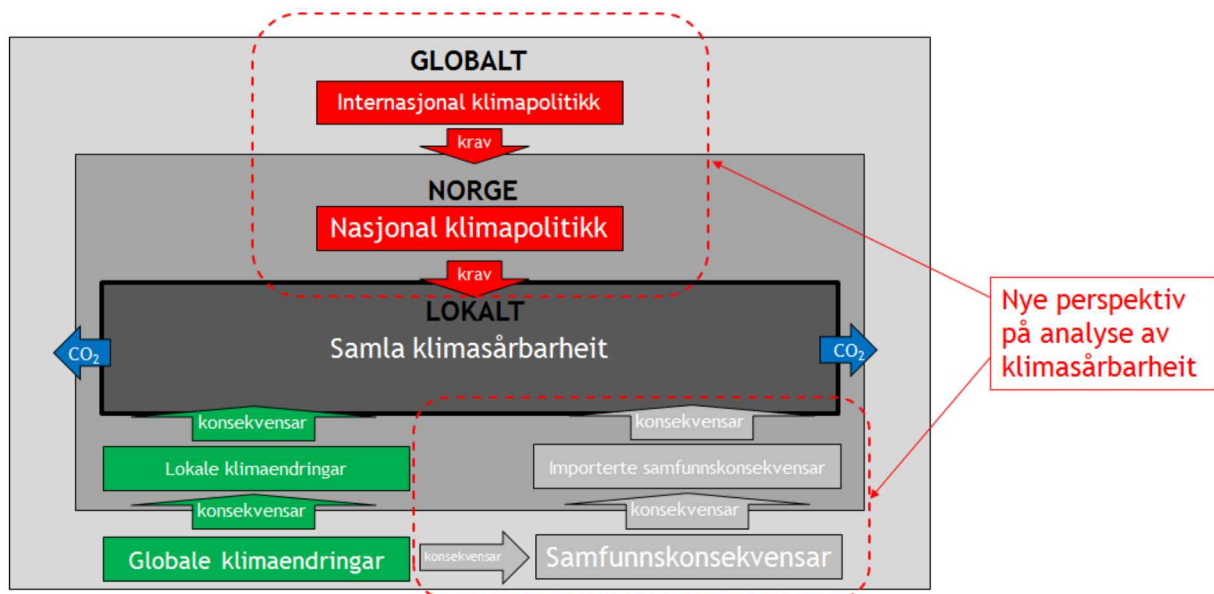 GLOBALT
Internasjonal klimapolitikk
krav
NORGE
Nasjonal klimapolitikk
krav
LOKALT
Samla klimasårbarheit
CO₂
CO₂
konsekvensar
konsekvensar
Lokale klimaendringar
Importerte samfunnskonsekvensar
konsekvensar
konsekvensar
Globale klimaendringar
konsekvensar
Samfunnskonsekvensar
Nye perspektiv
på analyse av
klimasårbarheit